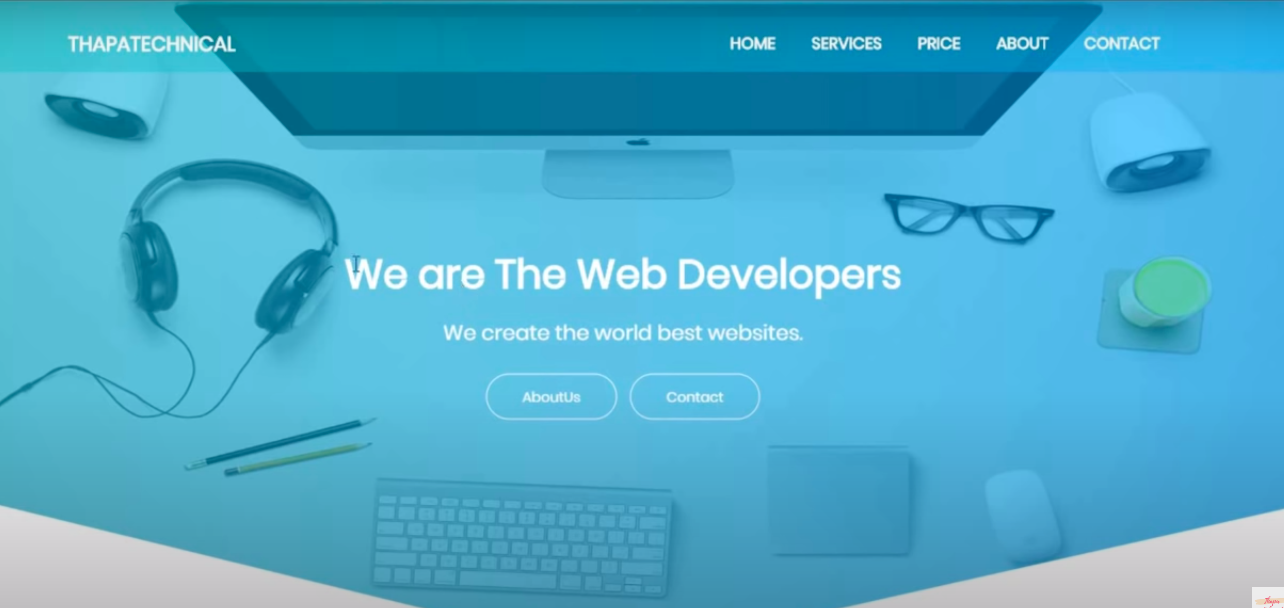 THAPATECHNICAL
HOME SERVICES PRICE ABOUT CONTACT
We are The Web Developers
We create the world best websites.
AboutUs Contact